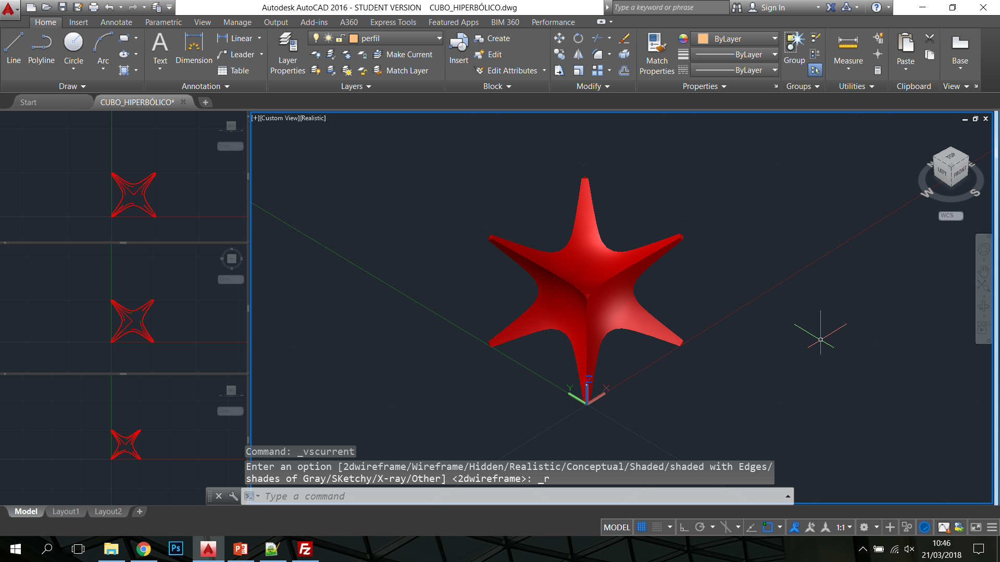 Autodesk AutoCAD 2016 - STUDENT VERSION CUBO_HIPERBÓLICO.dwg
Type a keyword or phrase
Sign In
Home Insert Annotate Parametric View Manage Output Add-ins A360 Express Tools Featured Apps BIM 360 Performance
Line
Polyline
Circle
Arc
Draw
Text
Dimension
Linear
Leader
Table
Annotation
Layer
Properties
perfil
Make Current
Match Layer
Layers
Insert
Create
Edit
Edit Attributes
Block
Modify
Match
Properties
ByLayer
ByLayer
ByLayer
Properties
Group
Groups
Measure
Utilities
Paste
Clipboard
Base
View
Start
CUBO_HIPERBÓLICO*
[+][Custom View][Realistic]
TOP
LEFT
FRONT
N
E
W
S
WCS
N
W
E
S
Y
Z
X
Command: _vscurrent
Enter an option [2dwireframe/Wireframe/Hidden/Realistic/Conceptual/Shaded/shaded with Edges/
shades of Gray/SKetchy/X-ray/Other] <2dwireframe>: _r
Type a command
Model
Layout1
Layout2
MODEL
1:1
Ps
Fz
10:46
21/03/2018